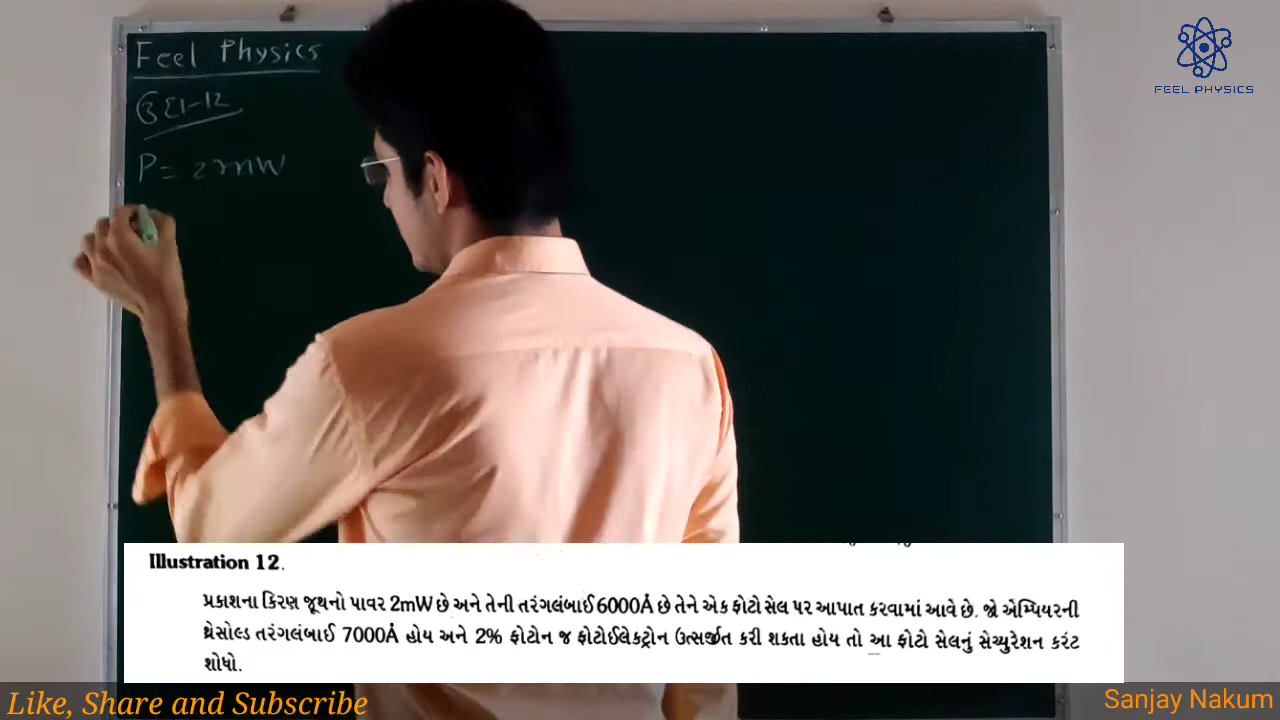 Feel Physics
ઉદા-12
P = 2mW
FEEL PHYSICS
Illustration 12.
પ્રકાશના કિરણ જૂથનો પાવર 2mW છે અને તેની તરંગલંબાઈ 6000Å છે તેને એક ફોટો સેલ પર આપાત કરવામાં આવે છે. જો એમ્પિયરની
થ્રેસોલ્ડ તરંગલંબાઈ 7000Å હોય અને 2% ફોટોન જ ફોટોઈલેક્ટ્રોન ઉત્સર્જીત કરી શકતા હોય તો આ ફોટો સેલનું સેચ્યુરેશન કરંટ
શોધો.
Like, Share and Subscribe
Sanjay Nakum